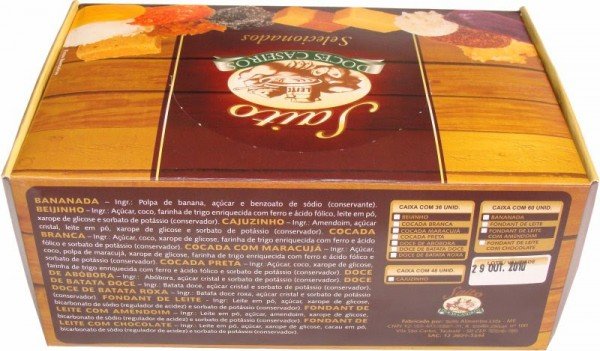 Selecionados
DOCES CASEIROS
LEITE
Saito
BANANADA – Ingr.: Polpa de banana, açúcar e benzoato de sódio (conservante).
BEIJINHO – Ingr.: Açúcar, coco, farinha de trigo enriquecida com ferro e ácido fólico, leite em pó,
xarope de glicose e sorbato de potássio (conservador). CAJUZINHO – Ingr.: Amendoim, açúcar
cristal, leite em pó, xarope de glicose e sorbato de potássio (conservador). COCADA
BRANCA – Ingr.: Açúcar, coco, xarope de glicose, farinha de trigo enriquecida com ferro e ácido
fólico e sorbato de potássio (conservador). COCADA COM MARACUJÁ – Ingr.: Açúcar,
coco, polpa de maracujá, xarope de glicose, farinha de trigo enriquecida com ferro e ácido fólico e
sorbato de potássio (conservador). COCADA PRETA – Ingr.: Açúcar, coco, xarope de glicose,
farinha de trigo enriquecida com ferro e ácido fólico e sorbato de potássio (conservador). DOCE
DE ABÓBORA – Ingr.: Abóbora, açúcar cristal e sorbato de potássio (conservador). DOCE
DE BATATA DOCE – Ingr.: Batata doce, açúcar cristal e sorbato de potássio (conservador).
DOCE DE BATATA ROXA – Ingr.: Batata doce roxa, açúcar cristal e sorbato de potássio
(conservador). FONDANT DE LEITE – Ingr.: Leite em pó, açúcar, xarope de glicose,
bicarbonato de sódio (regulador de acidez) e sorbato de potássio (conservador). FONDANT DE
LEITE COM AMENDOIM – Ingr.: Leite em pó, açúcar, xarope de glicose, amendoim,
bicarbonato de sódio (regulador de acidez) e sorbato de potássio (conservador). FONDANT DE
LEITE COM CHOCOLATE – Ingr.: Leite em pó, açúcar, xarope de glicose, cacau em pó,
bicarbonato de sódio (regulador de acidez) e sorbato de potássio (conservador).
CAIXA COM 30 UNID.
BEIJINHO
COCADA BRANCA
COCADA MARACUJÁ
COCADA PRETA
DOCE DE ABÓBORA
DOCE DE BATATA DOCE
DOCE DE BATATA ROXA
CAIXA COM 48 UNID.
CAJUZINHO
CAIXA COM 60 UNID.
BANANADA
FONDANT DE LEITE
FONDANT DE LEITE
COM AMENDOIM
FONDANT DE LEITE
COM CHOCOLATE
29 OUT. 2010
Saito
Fabricado por: Saito Alimentos Ltda - ME